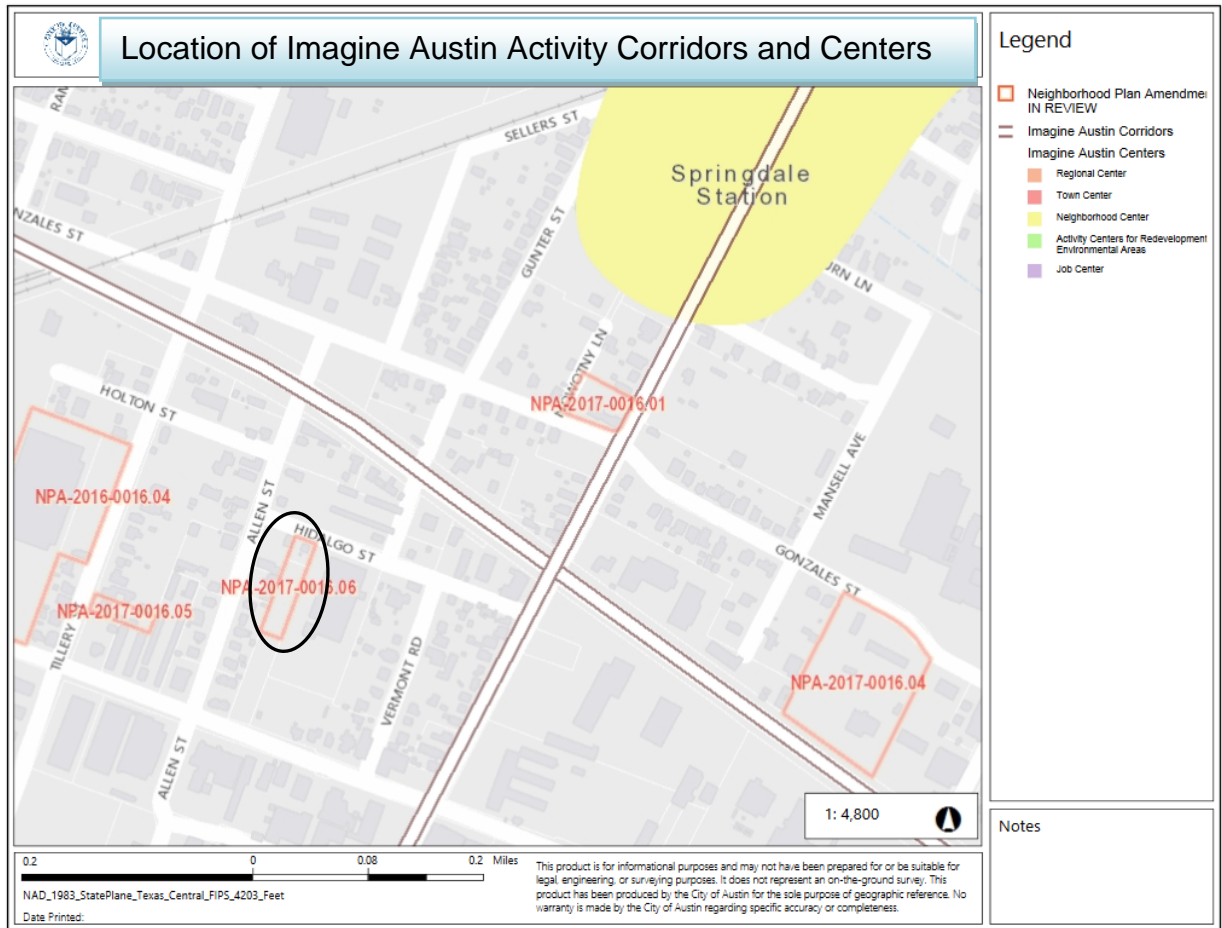 Location of Imagine Austin Activity Corridors and Centers
Legend
Neighborhood Plan Amendmer
IN REVIEW
Imagine Austin Corridors
Imagine Austin Centers
Regional Center
Town Center
Neighborhood Center
Activity Centers for Redevelopment
Environmental Areas
Job Center
RAN
SELLERS ST
Springdale
Station
NZALES ST
GUNTER ST
URN LN
NOWOTNY LN
HOLTON ST
NPA-2017-0016.01
MANSELL AVE
NPA-2016-0016.04
ALLEN ST
HIDALGO ST
GONZALES ST
NPA-2017-0016.06
NPA-2017-0016.05
TILLERY
VERMONT RD
NPA-2017-0016.04
ALLEN ST
1: 4,800
Notes
0.2 0 0.08 0.2 Miles
NAD_1983_StatePlane_Texas_Central_FIPS_4203_Feet
Date Printed:
This product is for informational purposes and may not have been prepared for or be suitable for
legal, engineering, or surveying purposes. It does not represent an on-the-ground survey. This
product has been produced by the City of Austin for the sole purpose of geographic reference. No
warranty is made by the City of Austin regarding specific accuracy or completeness.